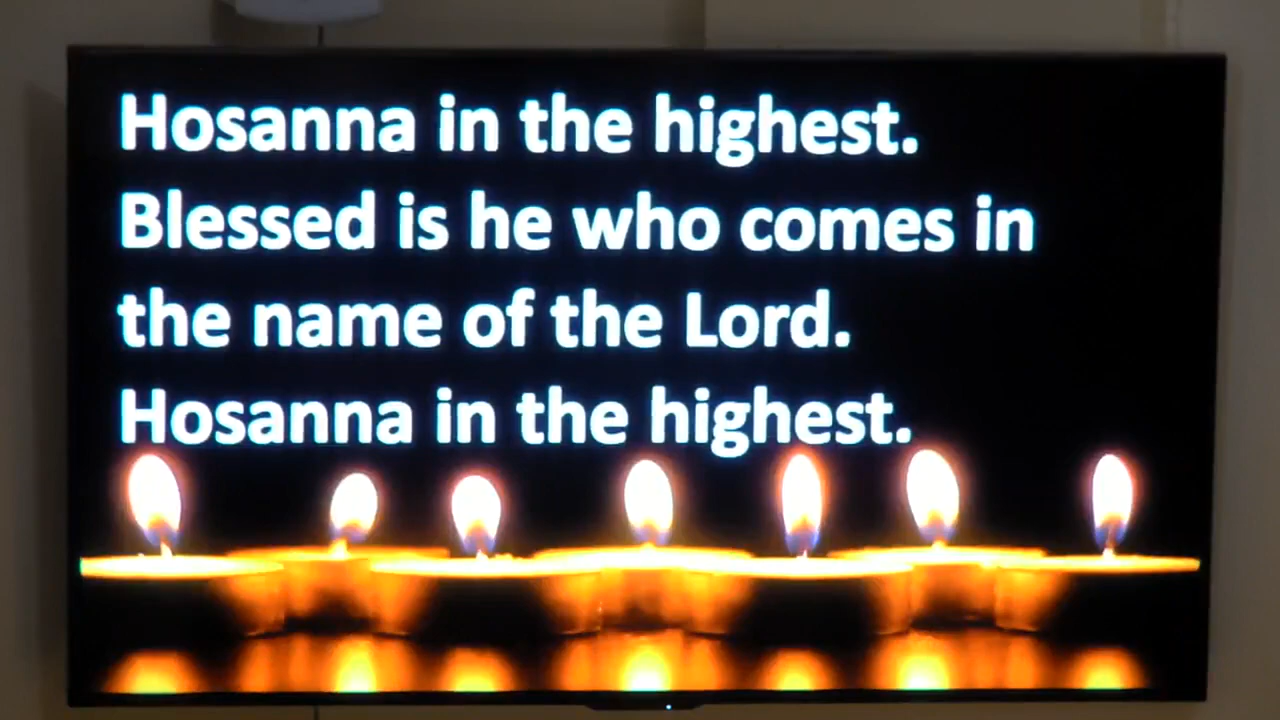 Hosanna in the highest.
Blessed is he who comes in
the name of the Lord.
Hosanna in the highest.